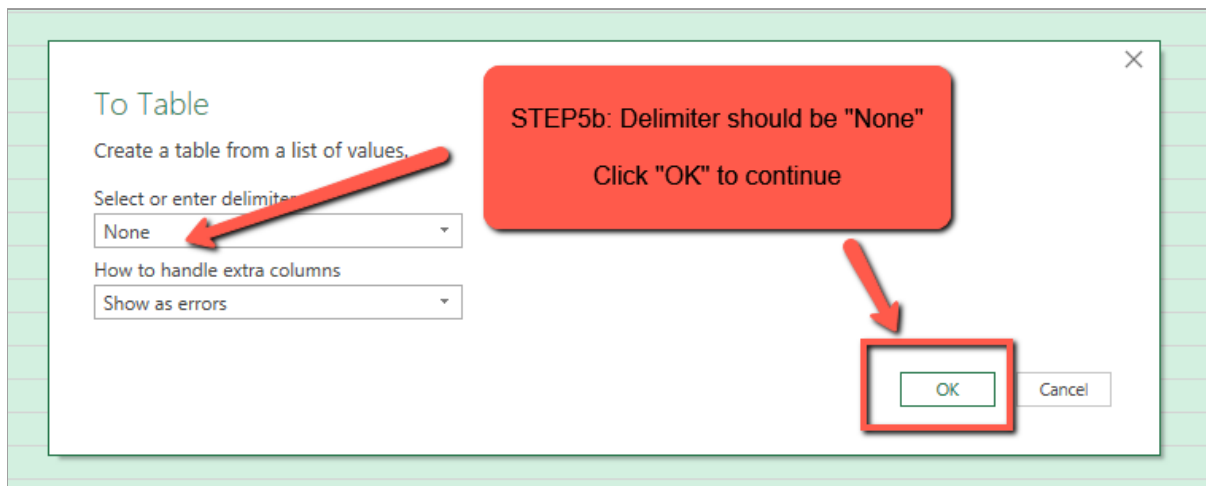 To Table
Create a table from a list of values.
Select or enter delimiter
None
How to handle extra columns
Show as errors
STEP5b: Delimiter should be "None"
Click "OK" to continue
OK
Cancel